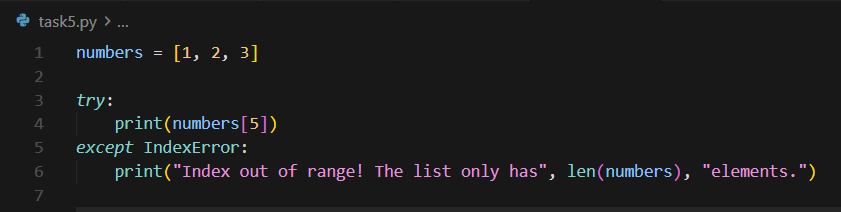 task5.py > ...
1 numbers = [1, 2, 3]
2
3 try:
4     print(numbers[5])
5 except IndexError:
6     print("Index out of range! The list only has", len(numbers), "elements.")
7